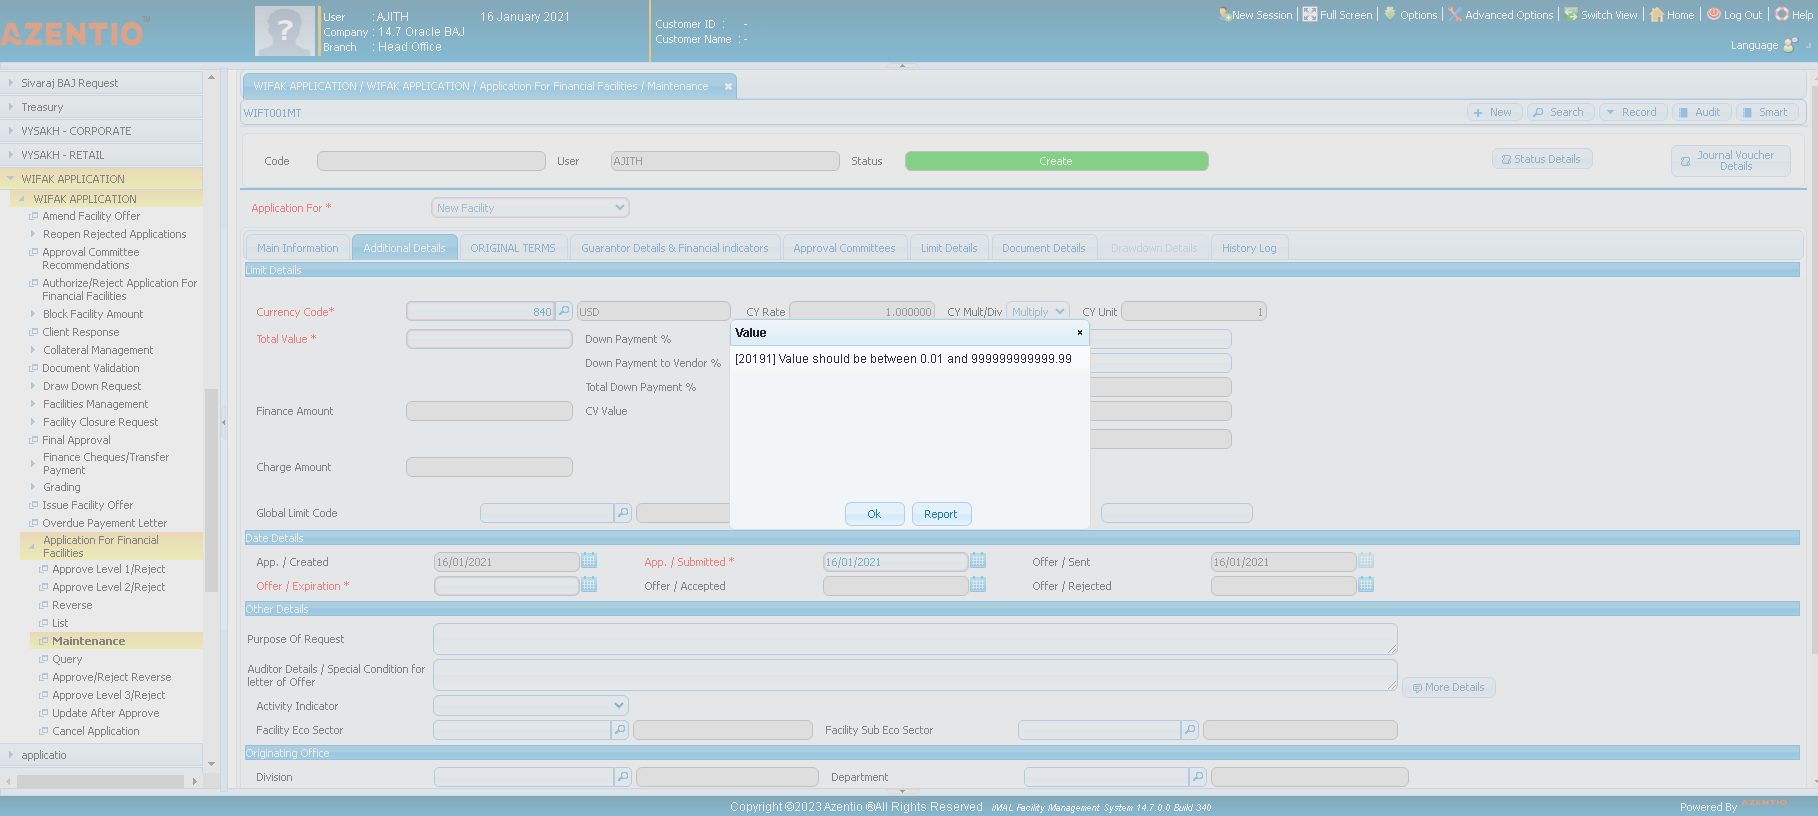 AZENTIO™
User : AJITH 16 January 2021
Company : 14.7 Oracle BAJ
Branch : Head Office
Customer ID : -
Customer Name : -
New Session Full Screen Options Advanced Options Switch View Home Log Out Help
Language
Sivaraj BAJ Request
Treasury
VYSAKH - CORPORATE
VYSAKH - RETAIL
WIFAK APPLICATION
WIFAK APPLICATION
Amend Facility Offer
Reopen Rejected Applications
Approval Committee
Recommendations
Authorize/Reject Application For
Financial Facilities
Block Facility Amount
Client Response
Collateral Management
Document Validation
Draw Down Request
Facilities Management
Facility Closure Request
Final Approval
Finance Cheques/Transfer
Payment
Grading
Issue Facility Offer
Overdue Payement Letter
Application For Financial
Facilities
Approve Level 1/Reject
Approve Level 2/Reject
Reverse
List
Maintenance
Query
Approve/Reject Reverse
Approve Level 3/Reject
Update After Approve
Cancel Application
applicatio
WIFAK APPLICATION / WIFAK APPLICATION / Application For Financial Facilities / Maintenance
WIFT001MT
New Search Record Audit Smart
Code User AJITH Status Create Status Details Journal Voucher
Details
Application For * New Facility
Main Information Additional Details ORIGINAL TERMS Guarantor Details & Financial indicators Approval Committees Limit Details Document Details Drawdown Details History Log
Limit Details
Currency Code* 840 USD CY Rate 1.000000 CY Mult/Div Multiply CY Unit 1
Total Value * Down Payment %
Down Payment to Vendor %
Total Down Payment %
Finance Amount CV Value
Charge Amount
Global Limit Code
Value
[20191] Value should be between 0.01 and 999999999999.99
Ok Report
Date Details
App. / Created 16/01/2021 App. / Submitted * 16/01/2021 Offer / Sent 16/01/2021
Offer / Expiration * Offer / Accepted Offer / Rejected
Other Details
Purpose Of Request
Auditor Details / Special Condition for
letter of Offer
More Details
Activity Indicator
Facility Eco Sector Facility Sub Eco Sector
Originating Office
Division Department
Copyright ©2023 Azentio ®All Rights Reserved iMAL Facility Management System 14.7.0.0 Build 340
Powered By AZENTIO